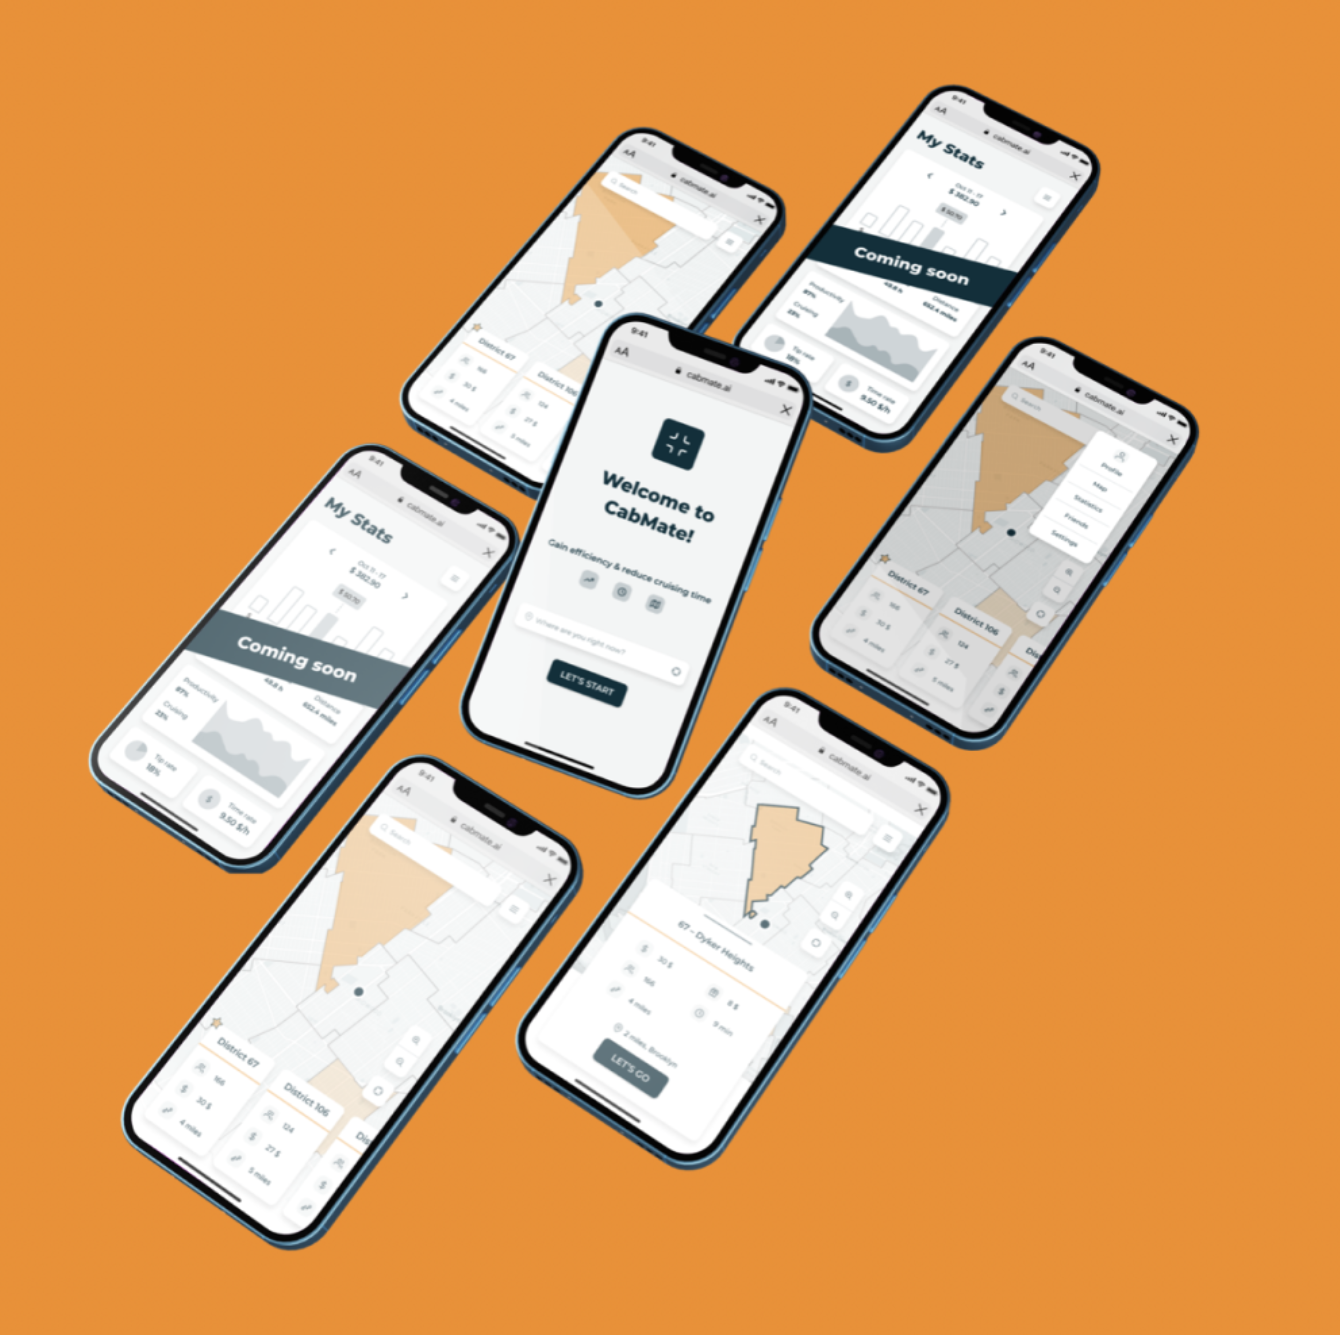 9:41
AA
cabmate.ai
My Stats
Oct 11 - 17
$ 382.90
$ 50.70
Coming soon
49.8 h
Distance
652.4 miles
Productivity
87%
Cruising
23%
Tip rate
18%
Time rate
9.50 $/h
9:41
AA
cabmate.ai
Search
District 67
166
30 $
4 miles
District 106
124
27 $
5 miles
9:41
AA
cabmate.ai
Welcome to
CabMate!
Gain efficiency & reduce cruising time
Where are you right now?
LET'S START
9:41
AA
cabmate.ai
Search
Profile
Map
Statistics
Friends
Settings
District 67
166
30 $
4 miles
District 106
124
27 $
5 miles
Dis
$
9:41
AA
cabmate.ai
My Stats
Oct 11 - 17
$ 382.90
$ 50.70
Coming soon
49.8 h
Distance
652.4 miles
Productivity
87%
Cruising
23%
Tip rate
18%
Time rate
9.50 $/h
9:41
AA
cabmate.ai
Search
67 – Dyker Heights
30 $
8 $
166
9 min
4 miles
2 miles, Brooklyn
LET'S GO
9:41
AA
cabmate.ai
Search
District 67
166
30 $
4 miles
District 106
124
27 $
5 miles
Dis
$